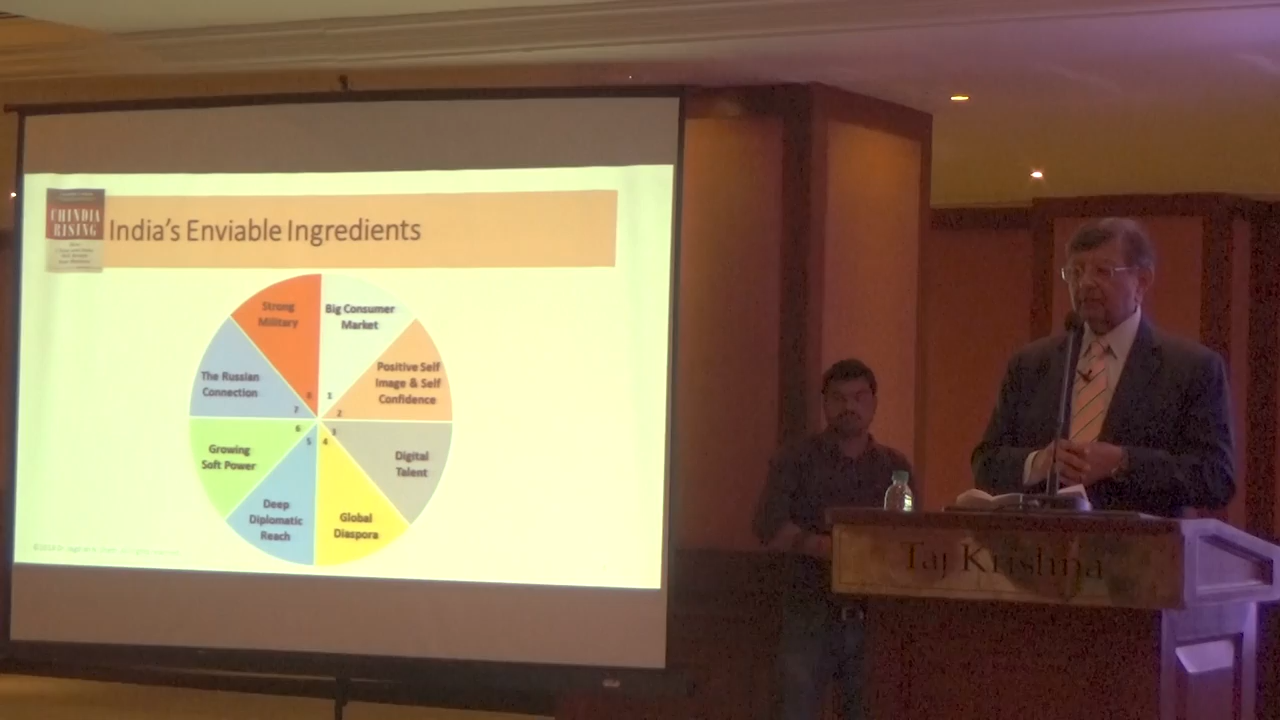 CHINDIA
RISING
India's Enviable Ingredients
Strong
Military
8
Big Consumer
Market
1
Positive Self
Image & Self
Confidence
2
Digital
Talent
3
Global
Diaspora
4
Deep
Diplomatic
Reach
5
Growing
Soft Power
6
The Russian
Connection
7
Taj Krishna